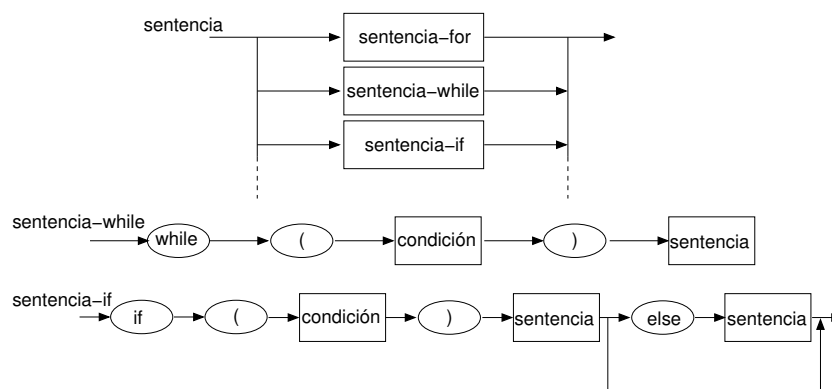 sentencia
sentencia−for
sentencia−while
sentencia−if
sentencia−while
while ( condición ) sentencia
sentencia−if
if ( condición ) sentencia else sentencia